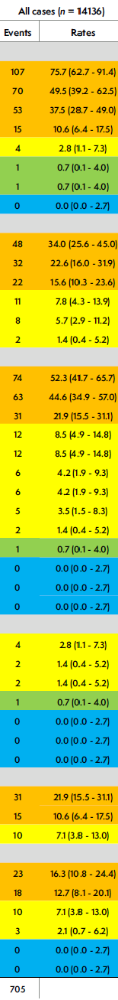 All cases (n = 14136)
Events Rates
107 75.7 (62.7 - 91.4)
70 49.5 (39.2 - 62.5)
53 37.5 (28.7 - 49.0)
15 10.6 (6.4 - 17.5)
4 2.8 (1.1 - 7.3)
1 0.7 (0.1 - 4.0)
1 0.7 (0.1 - 4.0)
0 0.0 (0.0 - 2.7)
48 34.0 (25.6 - 45.0)
32 22.6 (16.0 - 31.9)
22 15.6 (10.3 - 23.6)
11 7.8 (4.3 - 13.9)
8 5.7 (2.9 - 11.2)
2 1.4 (0.4 - 5.2)
74 52.3 (41.7 - 65.7)
63 44.6 (34.9 - 57.0)
31 21.9 (15.5 - 31.1)
12 8.5 (4.9 - 14.8)
12 8.5 (4.9 - 14.8)
6 4.2 (1.9 - 9.3)
6 4.2 (1.9 - 9.3)
5 3.5 (1.5 - 8.3)
2 1.4 (0.4 - 5.2)
1 0.7 (0.1 - 4.0)
0 0.0 (0.0 - 2.7)
0 0.0 (0.0 - 2.7)
0 0.0 (0.0 - 2.7)
4 2.8 (1.1 - 7.3)
2 1.4 (0.4 - 5.2)
2 1.4 (0.4 - 5.2)
1 0.7 (0.1 - 4.0)
0 0.0 (0.0 - 2.7)
0 0.0 (0.0 - 2.7)
0 0.0 (0.0 - 2.7)
31 21.9 (15.5 - 31.1)
15 10.6 (6.4 - 17.5)
10 7.1 (3.8 - 13.0)
23 16.3 (10.8 - 24.4)
18 12.7 (8.1 - 20.1)
10 7.1 (3.8 - 13.0)
3 2.1 (0.7 - 6.2)
0 0.0 (0.0 - 2.7)
0 0.0 (0.0 - 2.7)
705